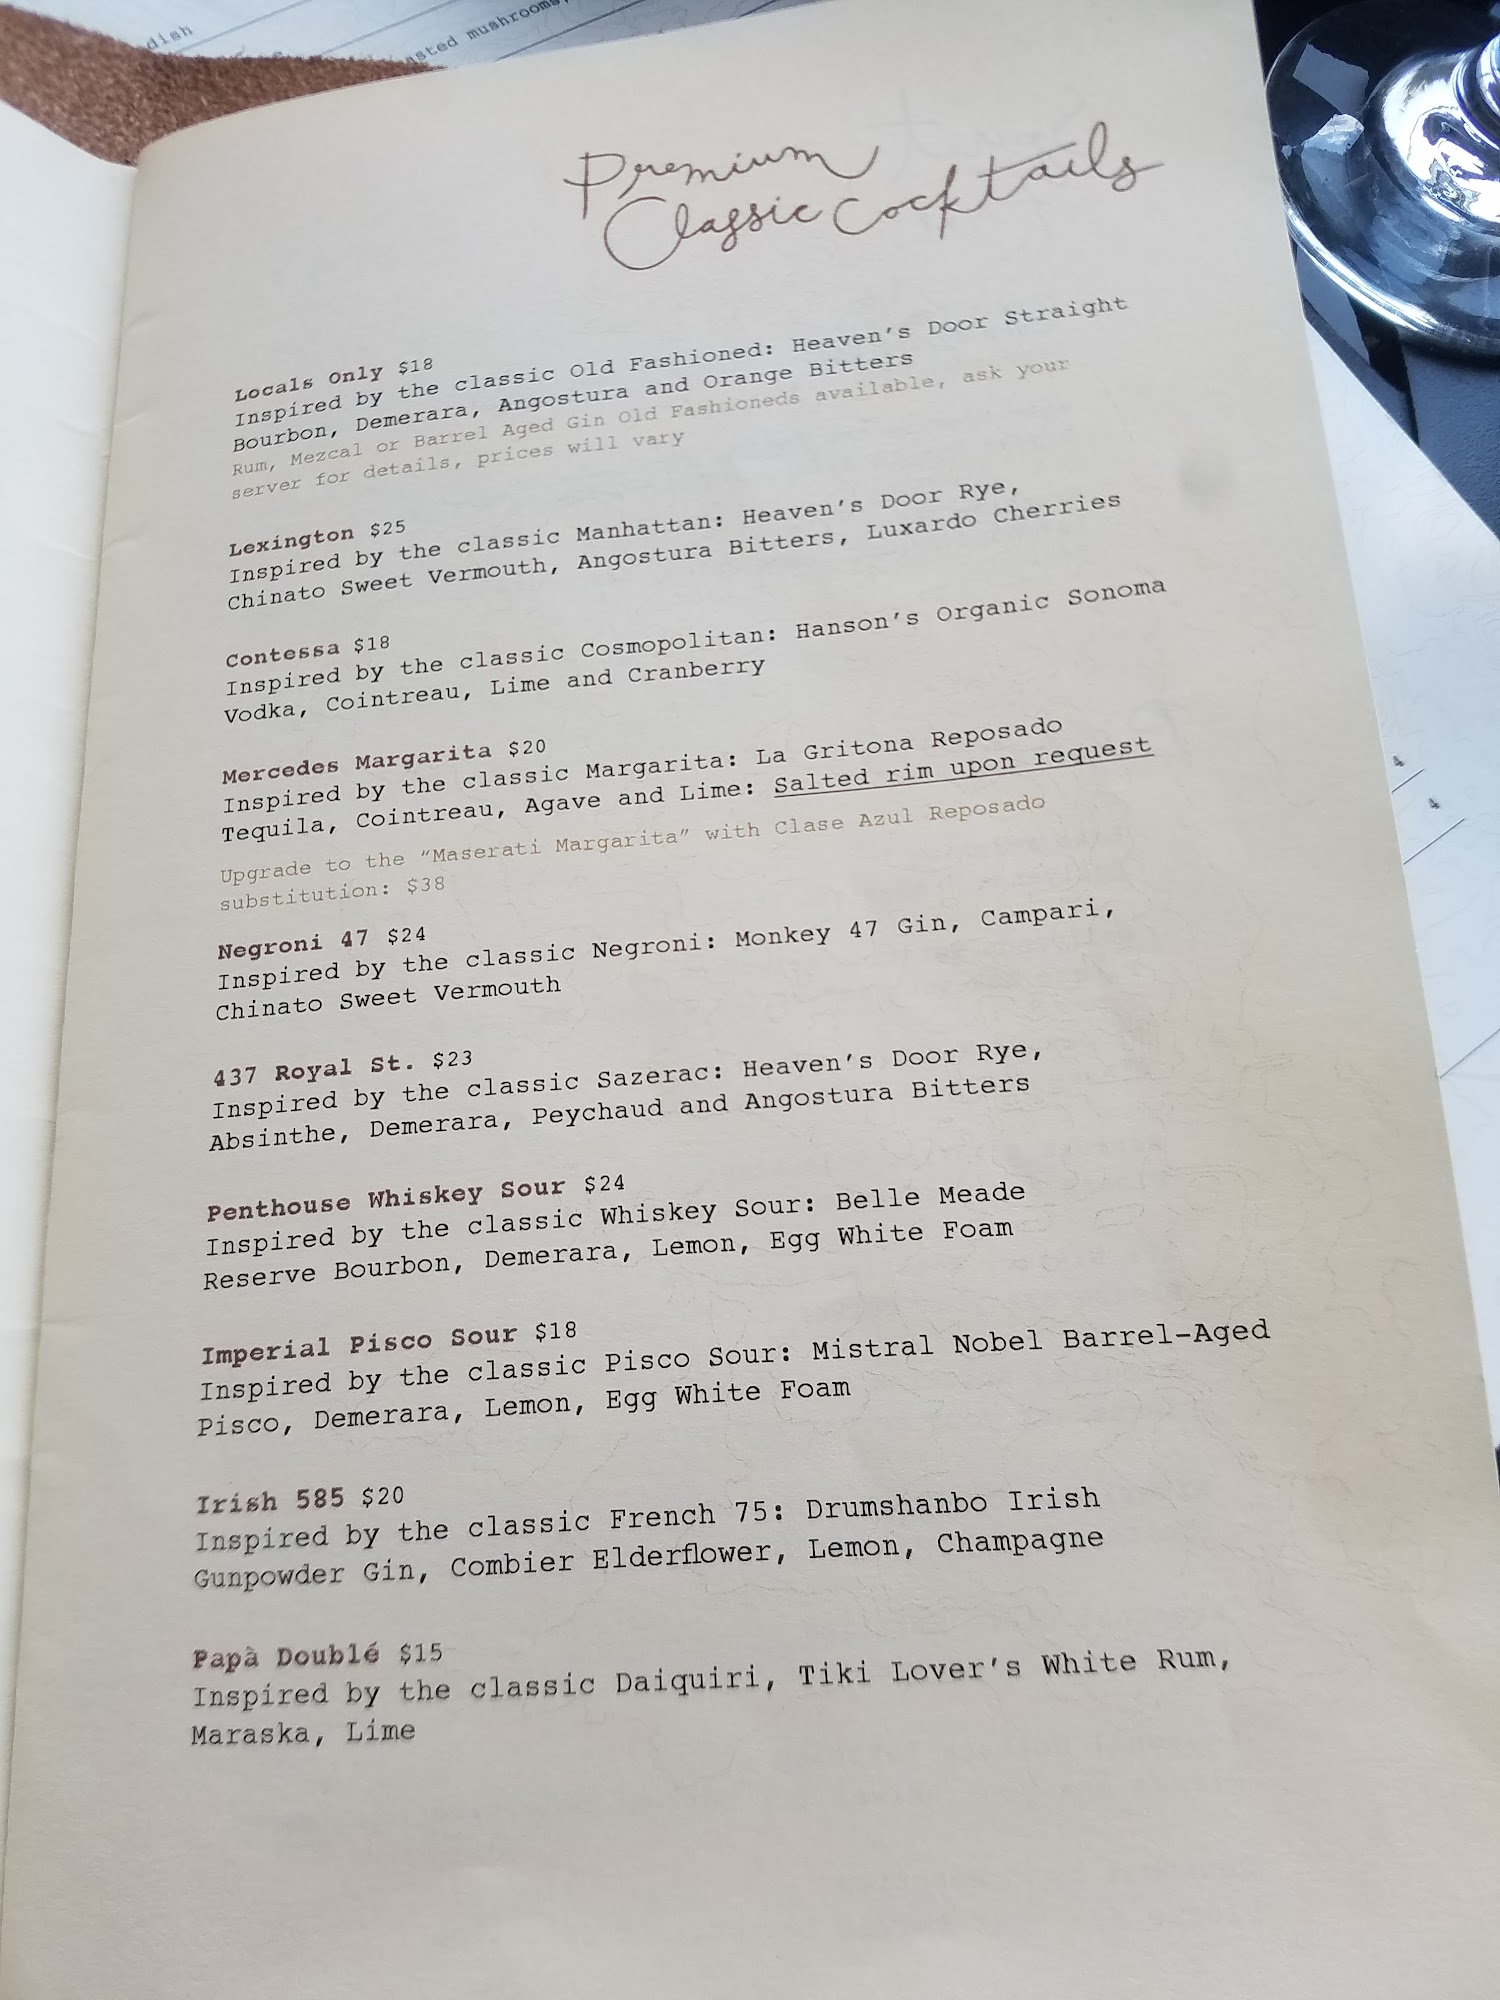 dish
asted mushrooms,
Premium
Classic Cocktails
Locals Only $18
Inspired by the classic Old Fashioned: Heaven's Door Straight
Bourbon, Demerara, Angostura and Orange Bitters
Rum, Mezcal or Barrel Aged Gin Old Fashioneds available, ask your
server for details, prices will vary
Lexington $25
Inspired by the classic Manhattan: Heaven's Door Rye,
Chinato Sweet Vermouth, Angostura Bitters, Luxardo Cherries
Contessa $18
Inspired by the classic Cosmopolitan: Hanson's Organic Sonoma
Vodka, Cointreau, Lime and Cranberry
Mercedes Margarita $20
Inspired by the classic Margarita: La Gritona Reposado
Tequila, Cointreau, Agave and Lime: Salted rim upon request
Upgrade to the "Maserati Margarita" with Clase Azul Reposado
substitution: $38
Negroni 47 $24
Inspired by the classic Negroni: Monkey 47 Gin, Campari,
Chinato Sweet Vermouth
437 Royal St. $23
Inspired by the classic Sazerac: Heaven's Door Rye,
Absinthe, Demerara, Peychaud and Angostura Bitters
Penthouse Whiskey Sour $24
Inspired by the classic Whiskey Sour: Belle Meade
Reserve Bourbon, Demerara, Lemon, Egg White Foam
Imperial Pisco Sour $18
Inspired by the classic Pisco Sour: Mistral Nobel Barrel-Aged
Pisco, Demerara, Lemon, Egg White Foam
Irish 585 $20
Inspired by the classic French 75: Drumshanbo Irish
Gunpowder Gin, Combier Elderflower, Lemon, Champagne
Papà Doublé $15
Inspired by the classic Daiquiri, Tiki Lover's White Rum,
Maraska, Lime
4
4